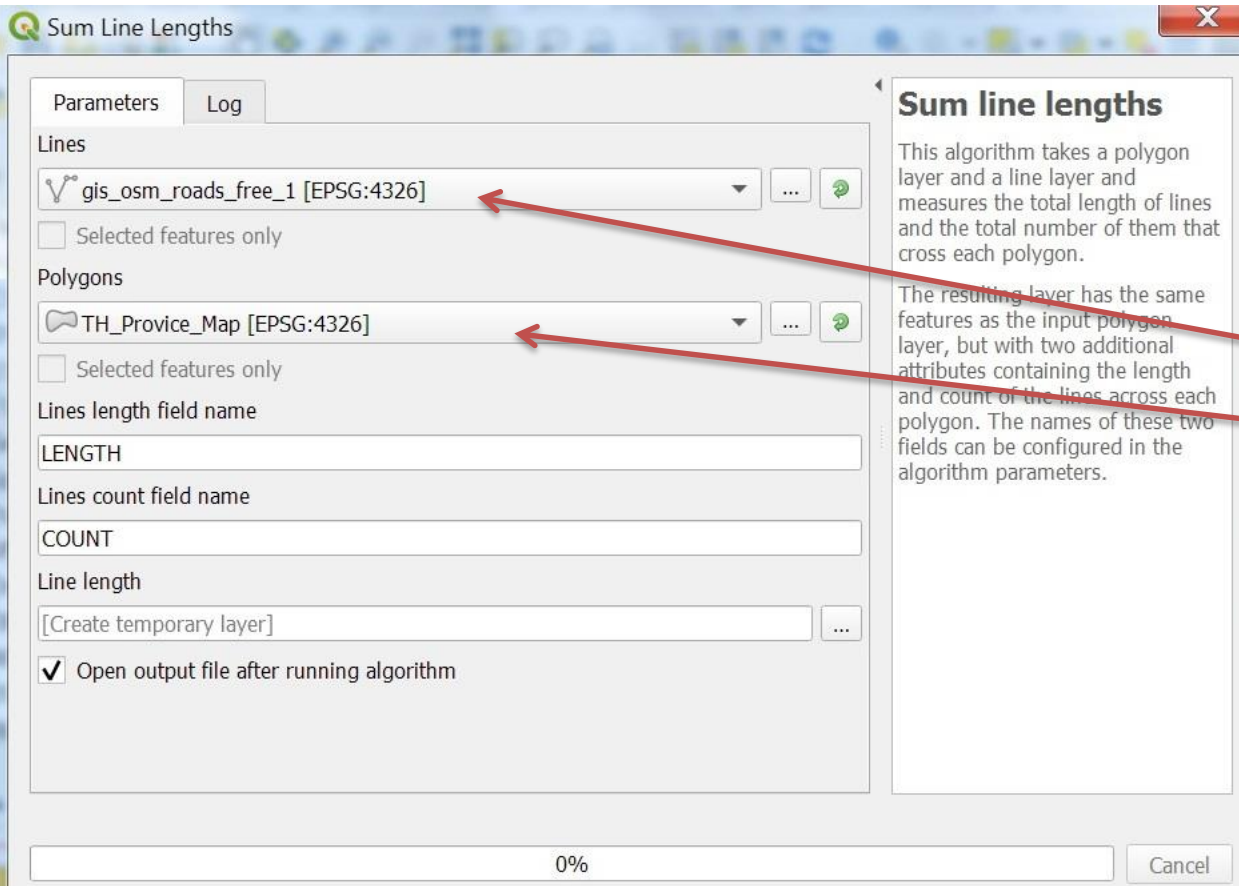 Sum Line Lengths
Parameters
Log
Lines
gis_osm_roads_free_1 [EPSG:4326]
...
Selected features only
Polygons
TH_Provice_Map [EPSG:4326]
...
Selected features only
Lines length field name
LENGTH
Lines count field name
COUNT
Line length
[Create temporary layer]
...
Open output file after running algorithm
Sum line lengths
This algorithm takes a polygon
layer and a line layer and
measures the total length of lines
and the total number of them that
cross each polygon.
The resulting layer has the same
features as the input polygon
layer, but with two additional
attributes containing the length
and count of the lines across each
polygon. The names of these two
fields can be configured in the
algorithm parameters.
0%
Cancel